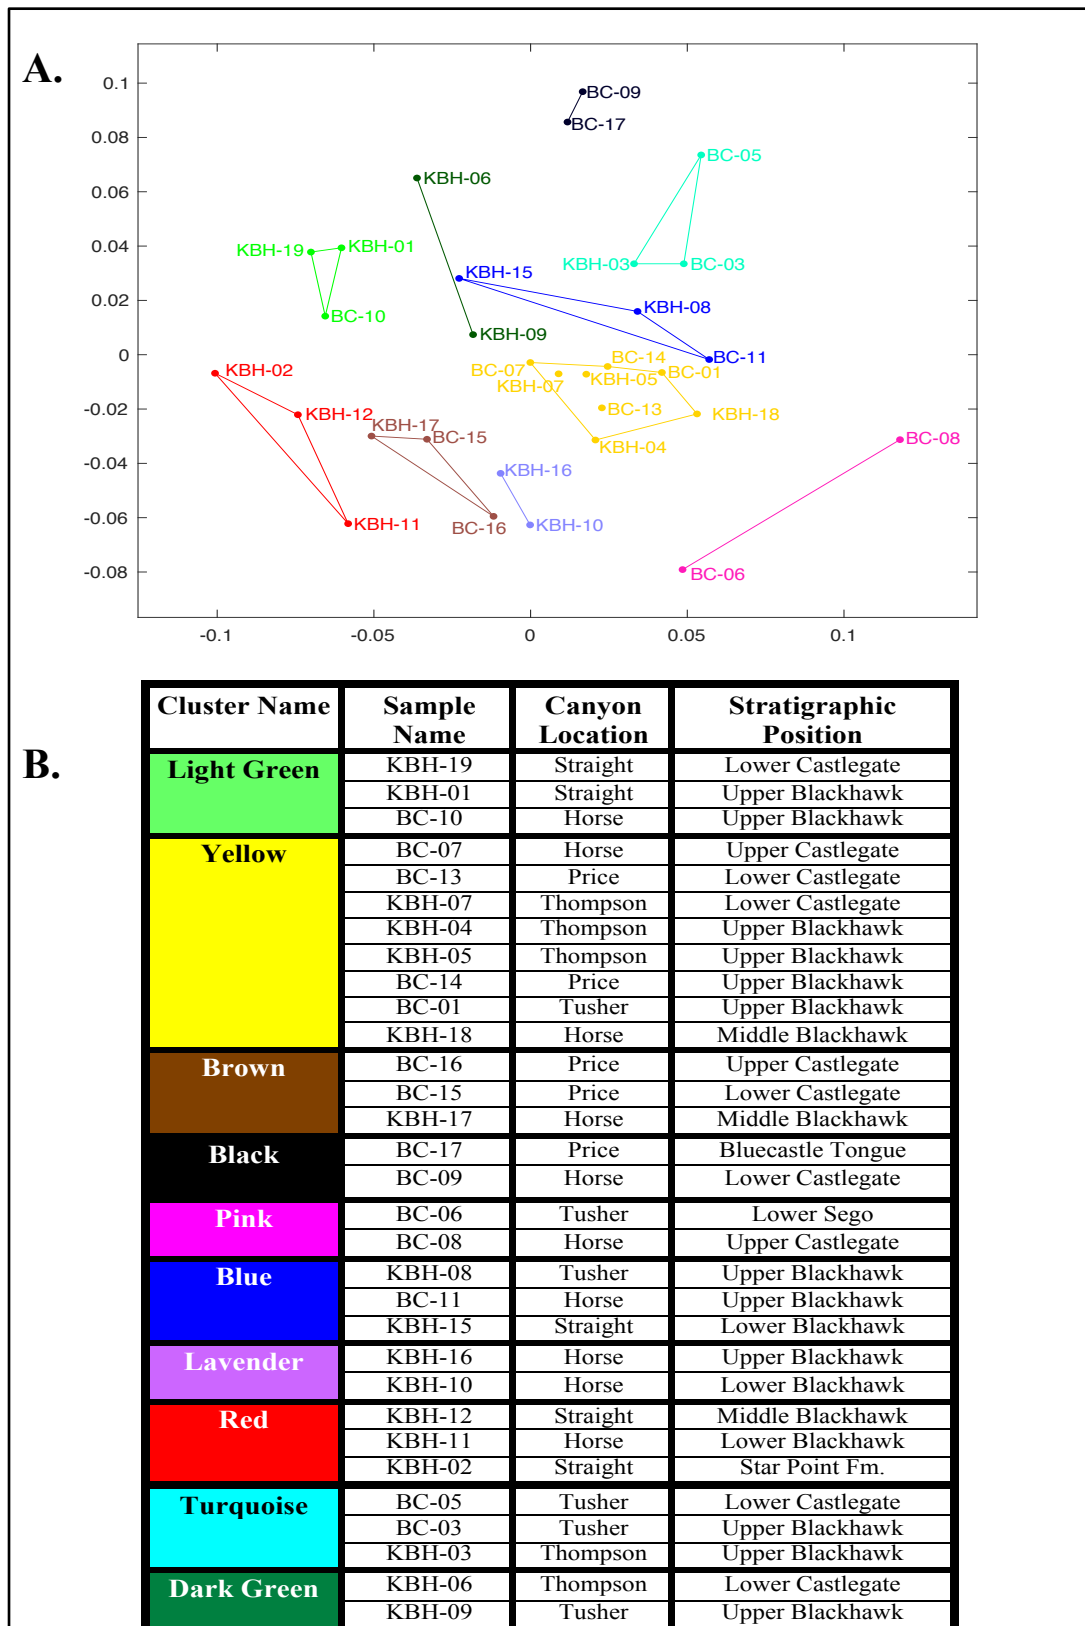 A.
0.1
0.08
0.06
0.04
0.02
0
-0.02
-0.04
-0.06
-0.08
-0.1
-0.05
0
0.05
0.1
BC-09
BC-17
BC-05
KBH-06
KBH-19
KBH-01
KBH-03
BC-03
KBH-15
BC-10
KBH-08
KBH-09
BC-14
BC-11
KBH-02
BC-07
BC-01
KBH-07
KBH-05
KBH-12
BC-13
KBH-18
KBH-17
BC-15
KBH-04
BC-08
KBH-16
KBH-11
BC-16
KBH-10
BC-06
B.
Cluster Name Sample Name Canyon Location Stratigraphic Position
Light Green KBH-19 Straight Lower Castlegate
KBH-01 Straight Upper Blackhawk
BC-10 Horse Upper Blackhawk
Yellow BC-07 Horse Upper Castlegate
BC-13 Price Lower Castlegate
KBH-07 Thompson Lower Castlegate
KBH-04 Thompson Upper Blackhawk
KBH-05 Thompson Upper Blackhawk
BC-14 Price Upper Blackhawk
BC-01 Tusher Upper Blackhawk
KBH-18 Horse Middle Blackhawk
Brown BC-16 Price Upper Castlegate
BC-15 Price Lower Castlegate
KBH-17 Horse Middle Blackhawk
Black BC-17 Price Bluecastle Tongue
BC-09 Horse Lower Castlegate
Pink BC-06 Tusher Lower Sego
BC-08 Horse Upper Castlegate
Blue KBH-08 Tusher Upper Blackhawk
BC-11 Horse Upper Blackhawk
KBH-15 Straight Lower Blackhawk
Lavender KBH-16 Horse Upper Blackhawk
KBH-10 Horse Lower Blackhawk
Red KBH-12 Straight Middle Blackhawk
KBH-11 Horse Lower Blackhawk
KBH-02 Straight Star Point Fm.
Turquoise BC-05 Tusher Lower Castlegate
BC-03 Tusher Upper Blackhawk
KBH-03 Thompson Upper Blackhawk
Dark Green KBH-06 Thompson Lower Castlegate
KBH-09 Tusher Upper Blackhawk